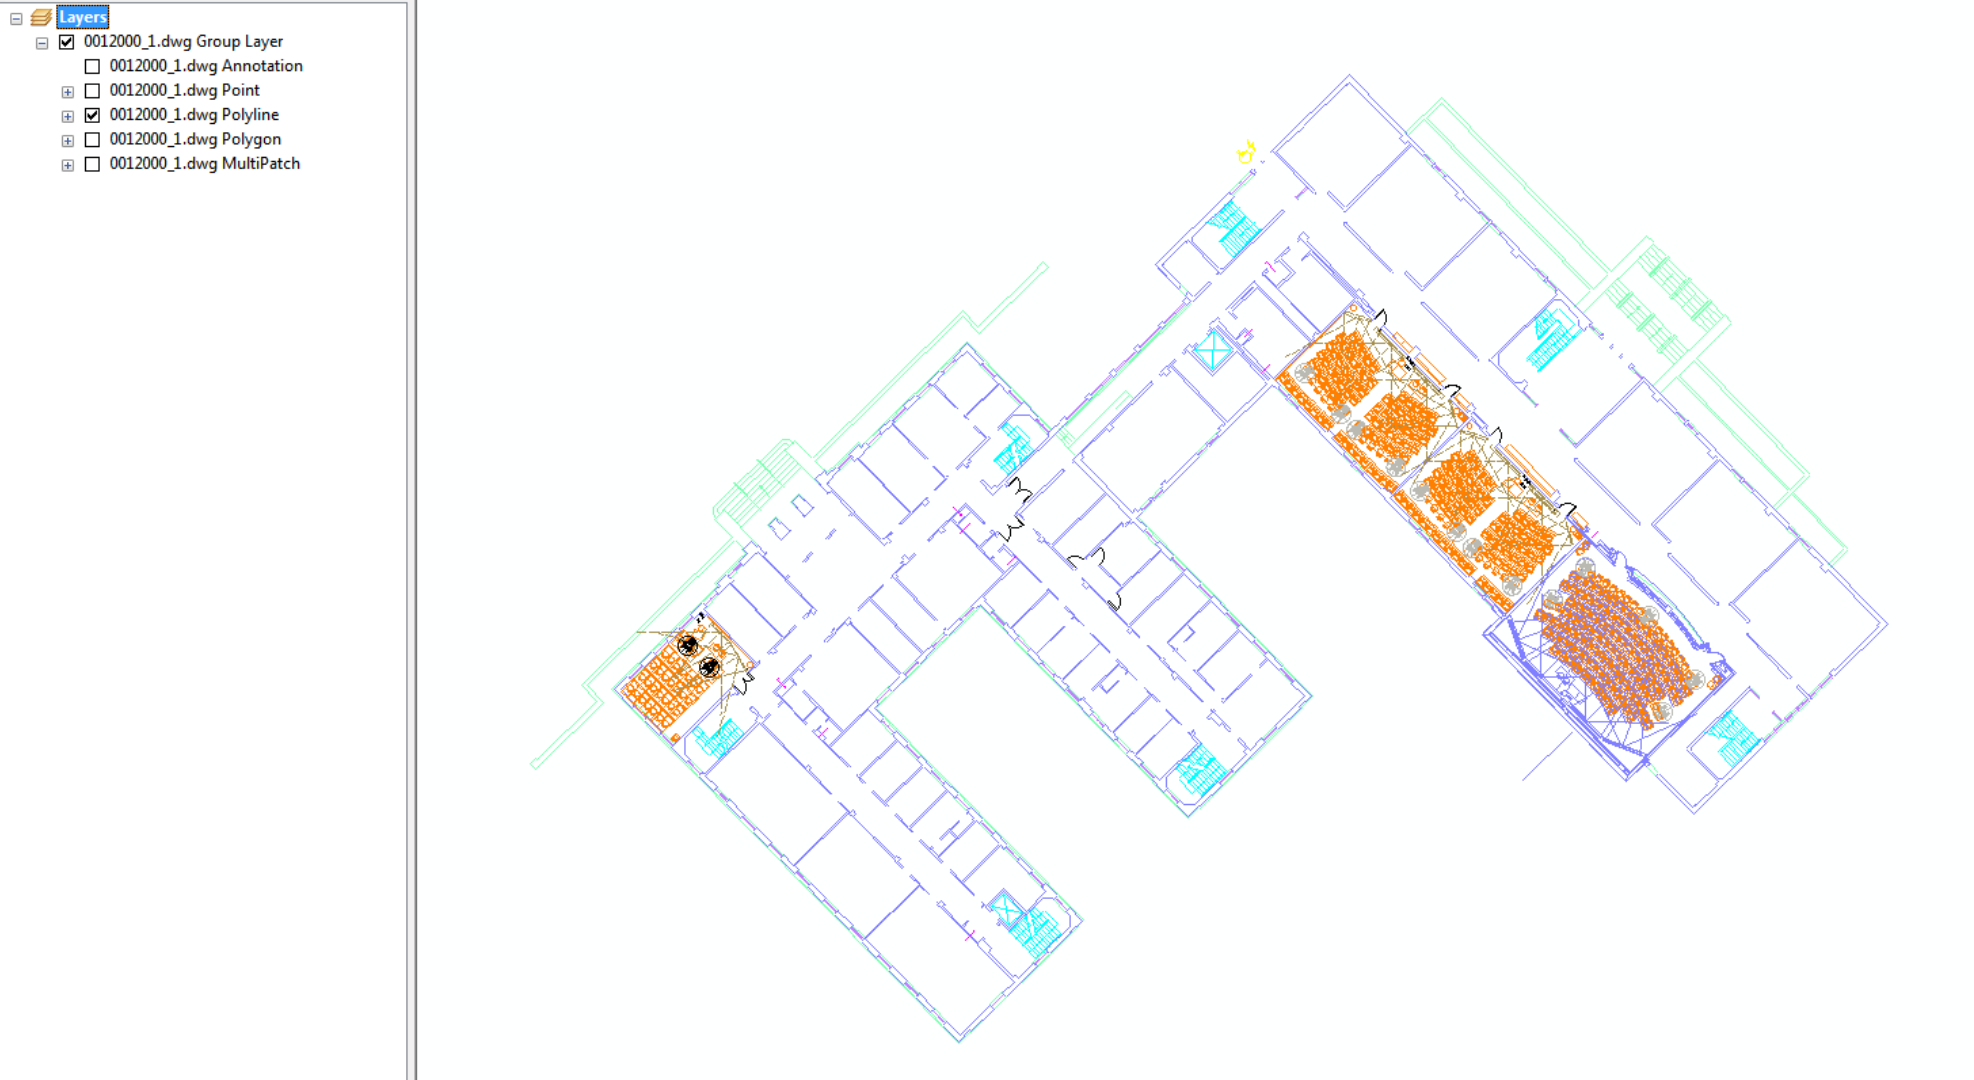 Layers
0012000_1.dwg Group Layer
0012000_1.dwg Annotation
0012000_1.dwg Point
0012000_1.dwg Polyline
0012000_1.dwg Polygon
0012000_1.dwg MultiPatch